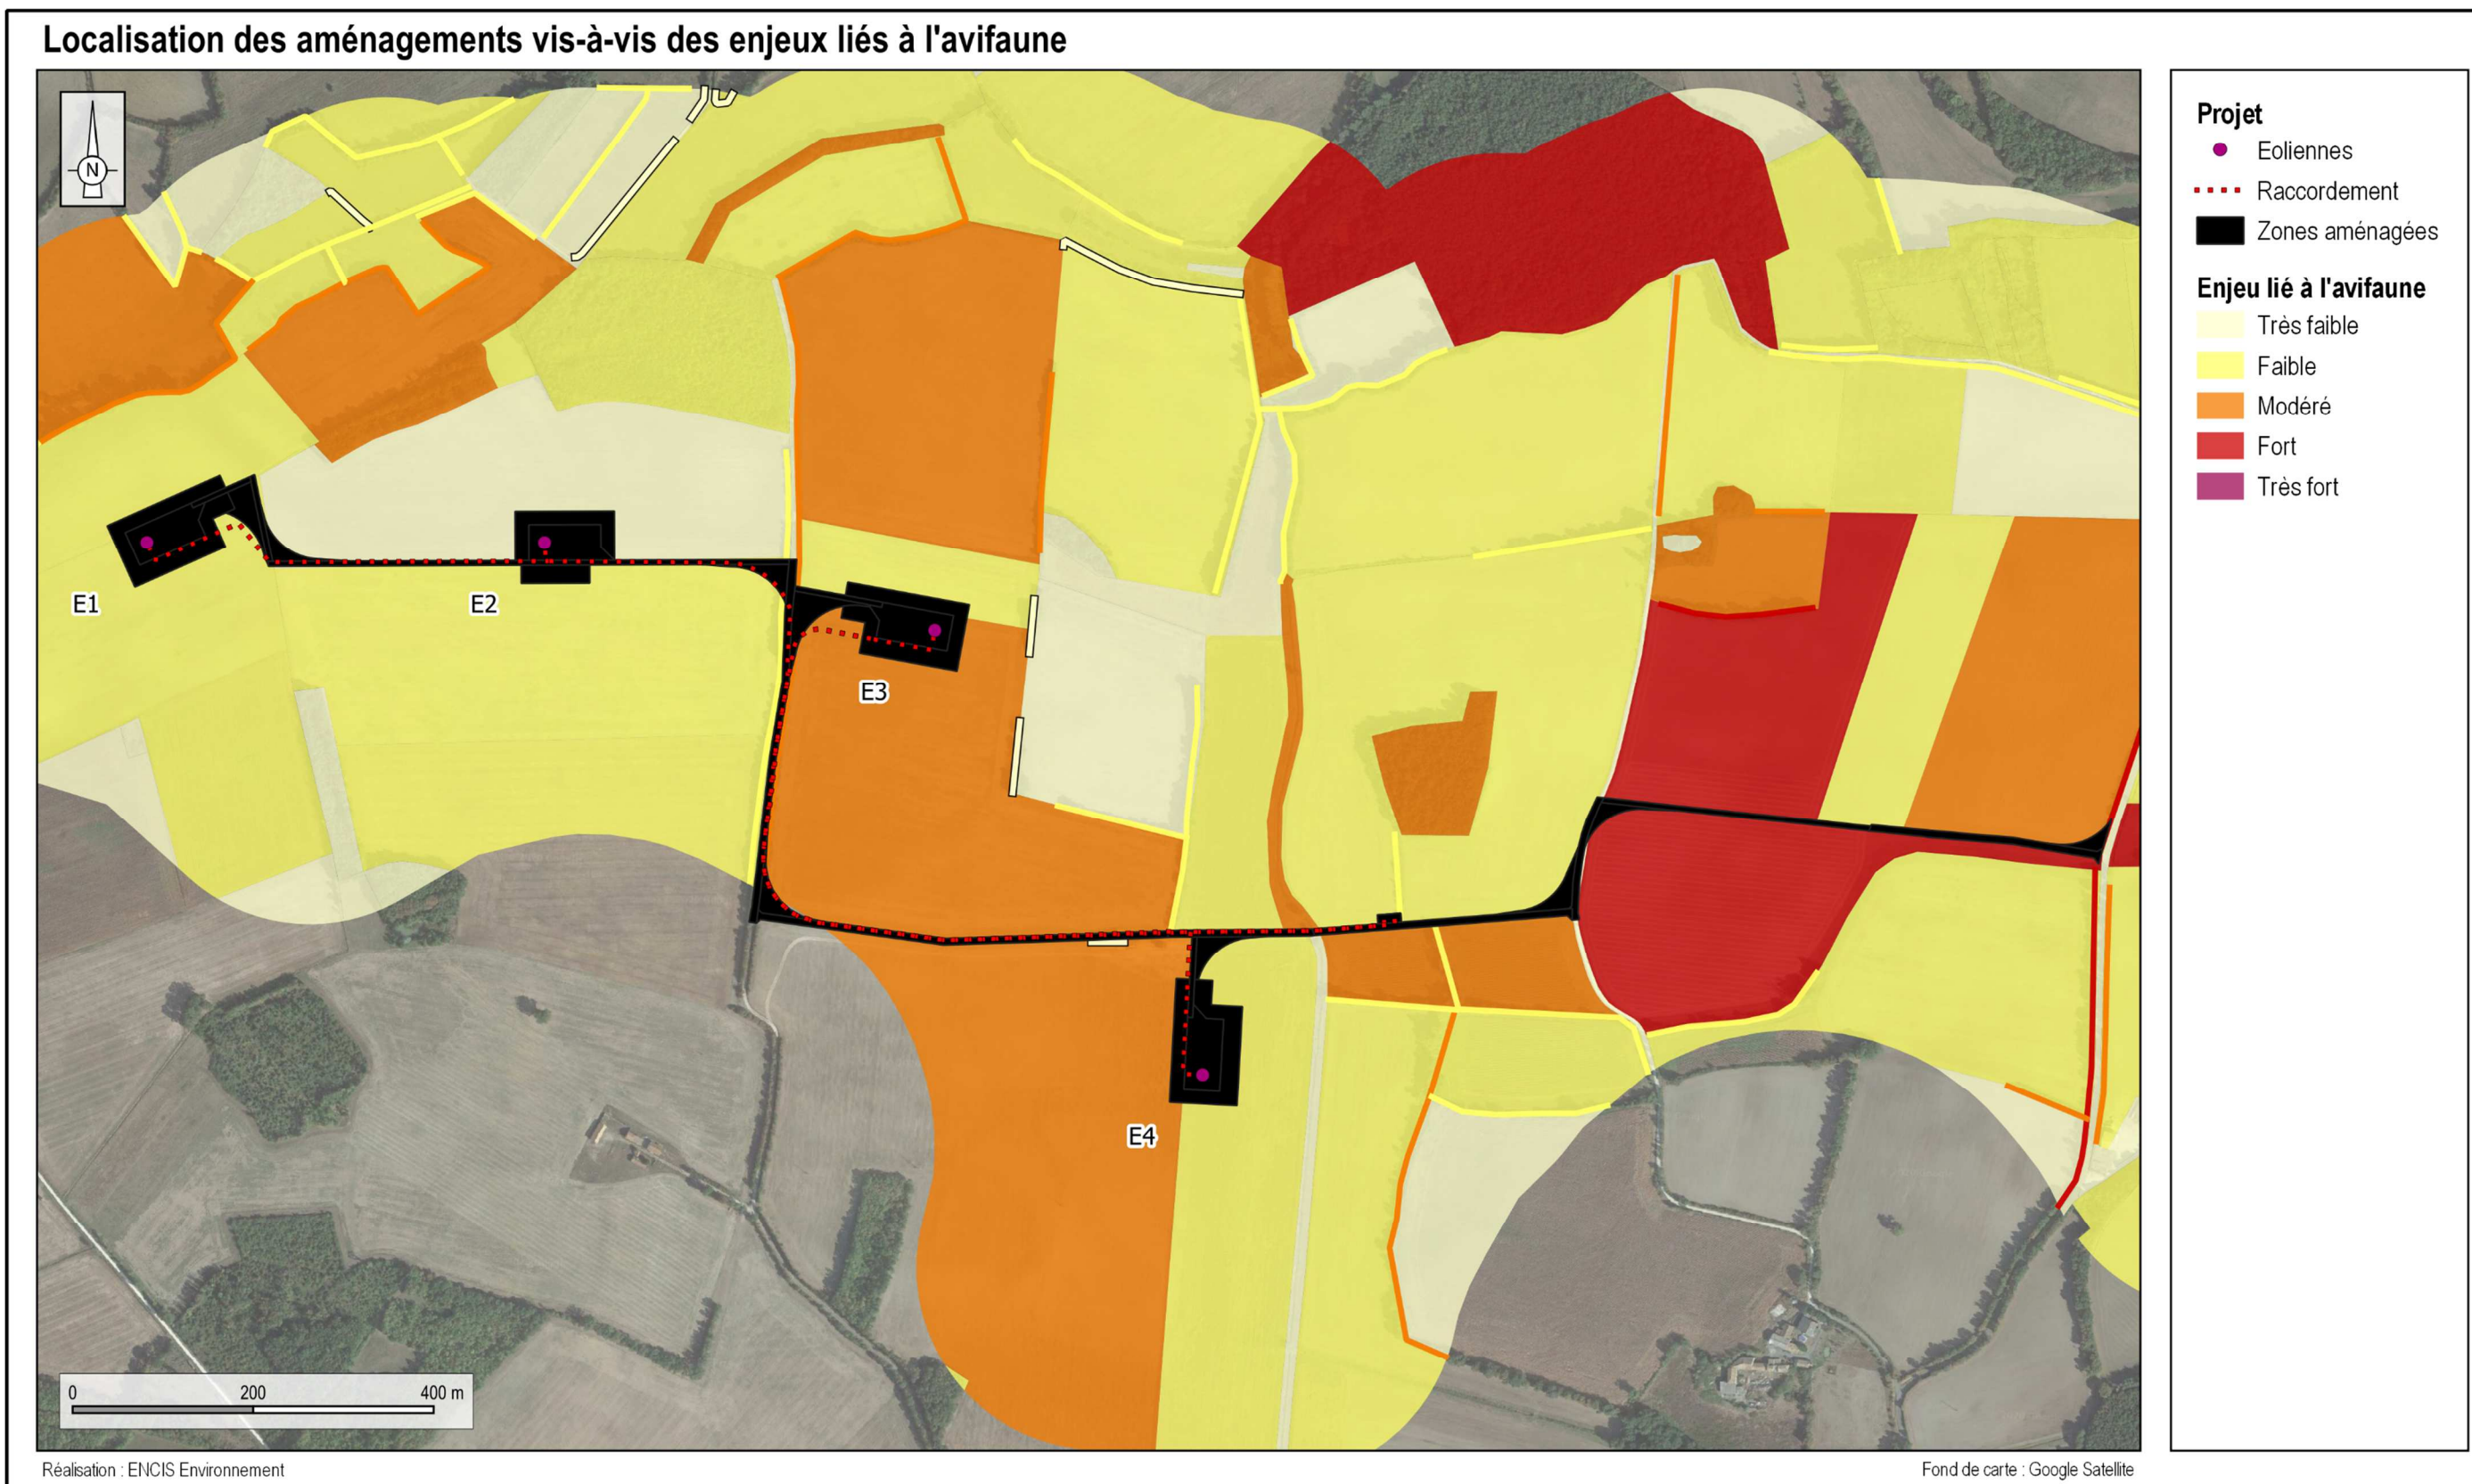 Localisation des aménagements vis-à-vis des enjeux liés à l'avifaune
N
E1
E2
E3
E4
0 200 400 m
Projet
Eoliennes
Raccordement
Zones aménagées
Enjeu lié à l'avifaune
Très faible
Faible
Modéré
Fort
Très fort
Réalisation : ENCIS Environnement
Fond de carte : Google Satellite